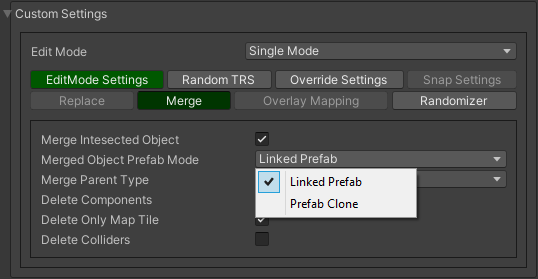 Custom Settings
Edit Mode Single Mode
EditMode Settings Random TRS Override Settings Snap Settings
Replace Merge Overlay Mapping Randomizer
Merge Intesected Object
Merged Object Prefab Mode Linked Prefab
Merge Parent Type
Linked Prefab
Delete Components
Prefab Clone
Delete Only Map Tile
Delete Colliders